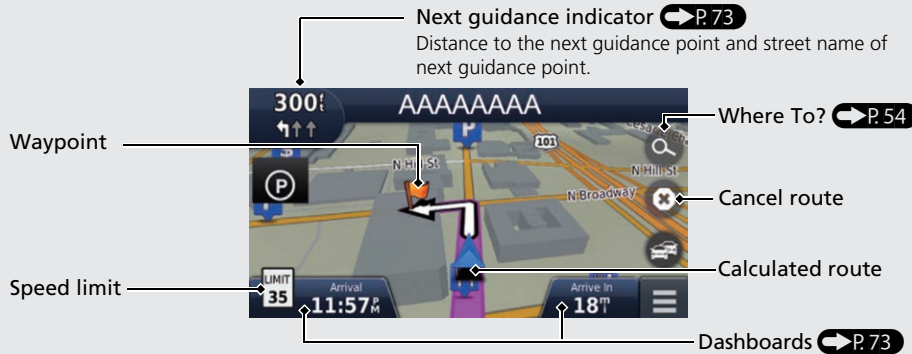 Next guidance indicator P. 73
Distance to the next guidance point and street name of
next guidance point.
300
AAAAAAAA
Where To? P. 54
P
101
Waypoint
N Hill St
N Hill St
P
N Broadway
Cancel route
Calculated route
Speed limit
LIMIT
35
Arrival
11:57 PM
Arrive In
18
Dashboards P. 73